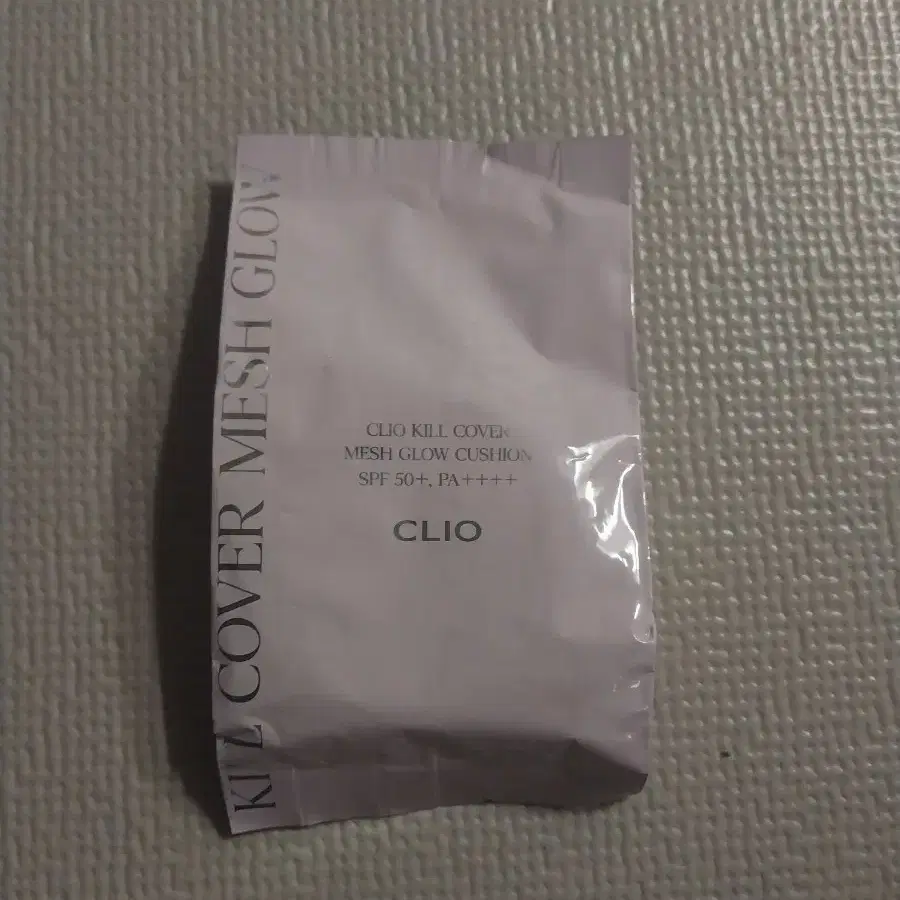 KILL COVER MESH GLOW
CLIO KILL COVER
MESH GLOW CUSHION
SPF 50+, PA++++
CLIO